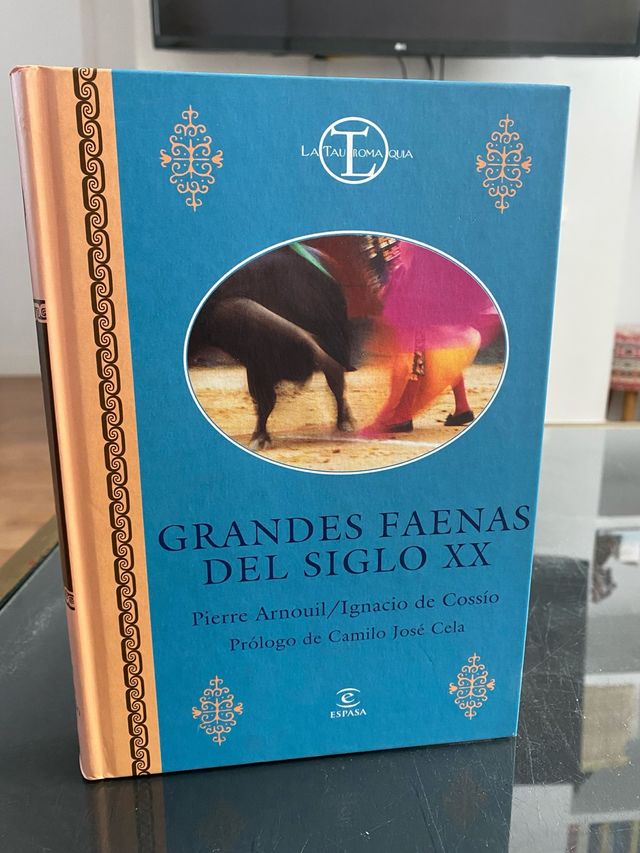 LA TAUROMAQUIA
GRANDES FAENAS
DEL SIGLO XX
Pierre Arnouil/Ignacio de Cossío
Prólogo de Camilo José Cela
ESPASA